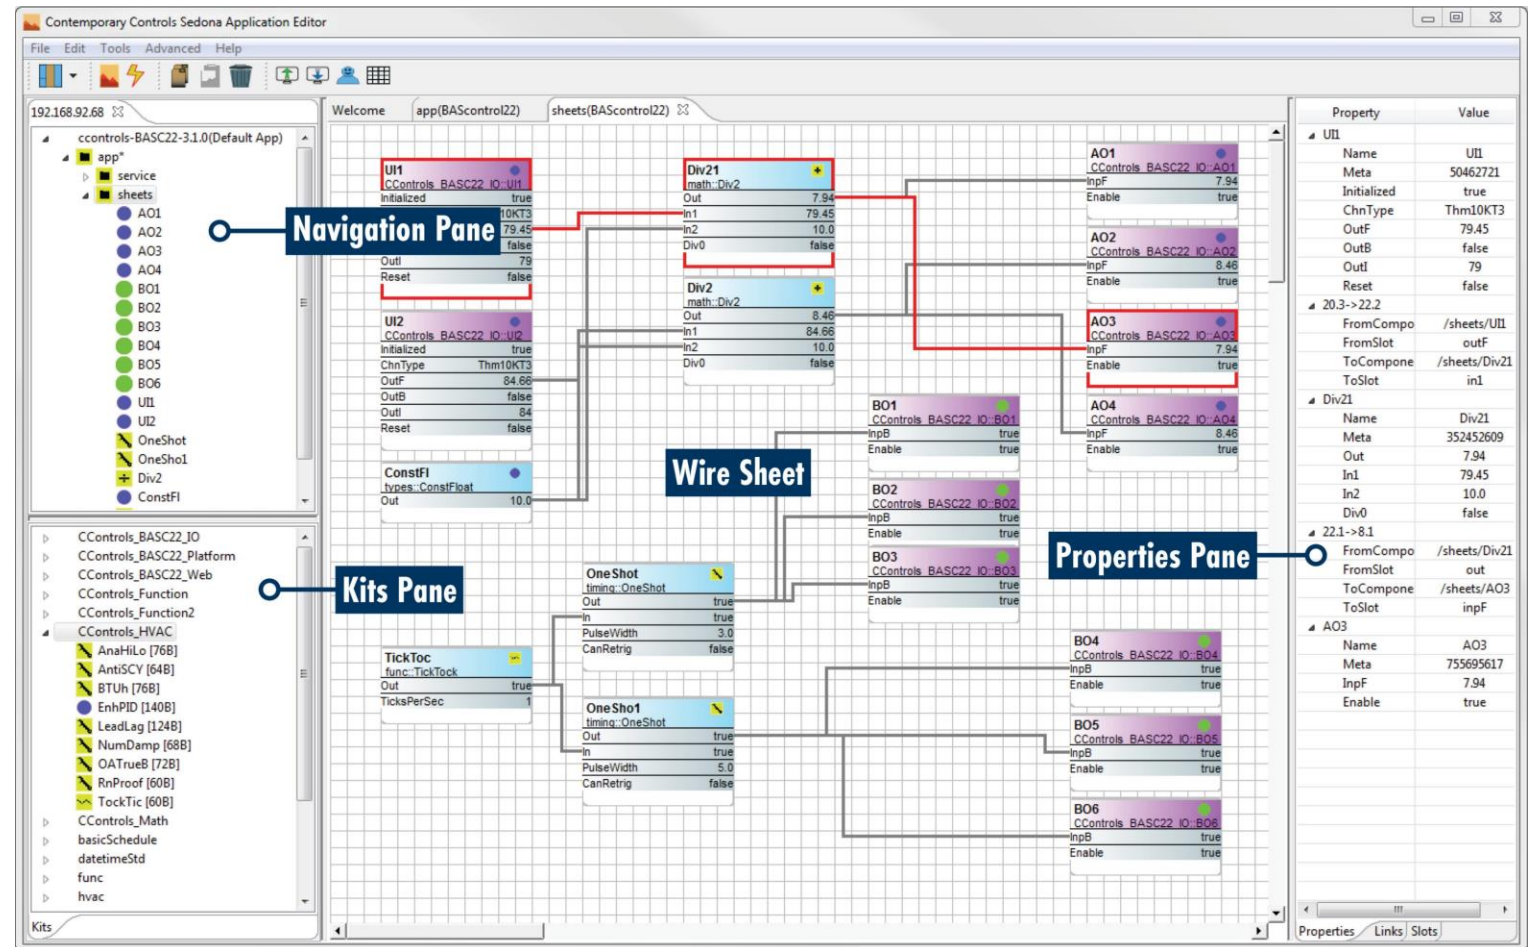 Contemporary Controls Sedona Application Editor
File Edit Tools Advanced Help
192.168.92.68
ccontrols-BASC22-3.1.0(Default App)
app*
service
sheets
AO1
AO2
AO3
AO4
BO1
BO2
BO3
BO4
BO5
BO6
UI1
UI2
OneShot
OneSho1
Div2
ConstFl
Navigation Pane
CControls_BASC22_IO
CControls_BASC22_Platform
CControls_BASC22_Web
CControls_Function
CControls_Function2
CControls_HVAC
AnaHiLo [76B]
AntiSCY [64B]
BTUh [76B]
EnhPID [140B]
LeadLag [124B]
NumDamp [68B]
OATrueB [72B]
RnProof [60B]
TockTic [60B]
CControls_Math
basicSchedule
datetimeStd
func
hvac
Kits
Kits Pane
Welcome app(BAScontrol22) sheets(BAScontrol22)
UI1
CControls_BASC22_IO::UI1
Initialized true
10KT3
79.45
false
OutI 79
Reset false
UI2
CControls_BASC22_IO::UI2
Initialized true
ChnType Thm10KT3
OutF 84.66
OutB false
OutI 84
Reset false
ConstFl
types::ConstFloat
Out 10.0
TickToc
func::TickTock
Out true
TicksPerSec 1
Div21
math::Div2
Out 7.94
In1 79.45
In2 10.0
Div0 false
Div2
math::Div2
Out 8.46
In1 84.66
In2 10.0
Div0 false
Wire Sheet
OneShot
timing::OneShot
Out true
In true
PulseWidth 3.0
CanRetrig false
OneSho1
timing::OneShot
Out true
In true
PulseWidth 5.0
CanRetrig false
BO1
CControls_BASC22_IO::BO1
InpB true
Enable true
BO2
CControls_BASC22_IO::BO2
InpB true
Enable true
BO3
CControls_BASC22_IO::BO3
InpB true
Enable true
AO1
CControls_BASC22_IO::AO1
InpF 7.94
Enable true
AO2
CControls_BASC22_IO::AO2
InpF 8.46
Enable true
AO3
CControls_BASC22_IO::AO3
InpF 7.94
Enable true
AO4
CControls_BASC22_IO::AO4
InpF 8.46
Enable true
BO4
CControls_BASC22_IO::BO4
InpB true
Enable true
BO5
CControls_BASC22_IO::BO5
InpB true
Enable true
BO6
CControls_BASC22_IO::BO6
InpB true
Enable true
Properties Pane
Property Value
UI1
Name UI1
Meta 50462721
Initialized true
ChnType Thm10KT3
OutF 79.45
OutB false
OutI 79
Reset false
20.3->22.2
FromCompo /sheets/UI1
FromSlot outF
ToCompone /sheets/Div21
ToSlot in1
Div21
Name Div21
Meta 352452609
Out 7.94
In1 79.45
In2 10.0
Div0 false
22.1->8.1
FromCompo /sheets/Div21
FromSlot out
ToCompone /sheets/AO3
ToSlot inpF
AO3
Name AO3
Meta 755695617
InpF 7.94
Enable true
Properties Links Slots